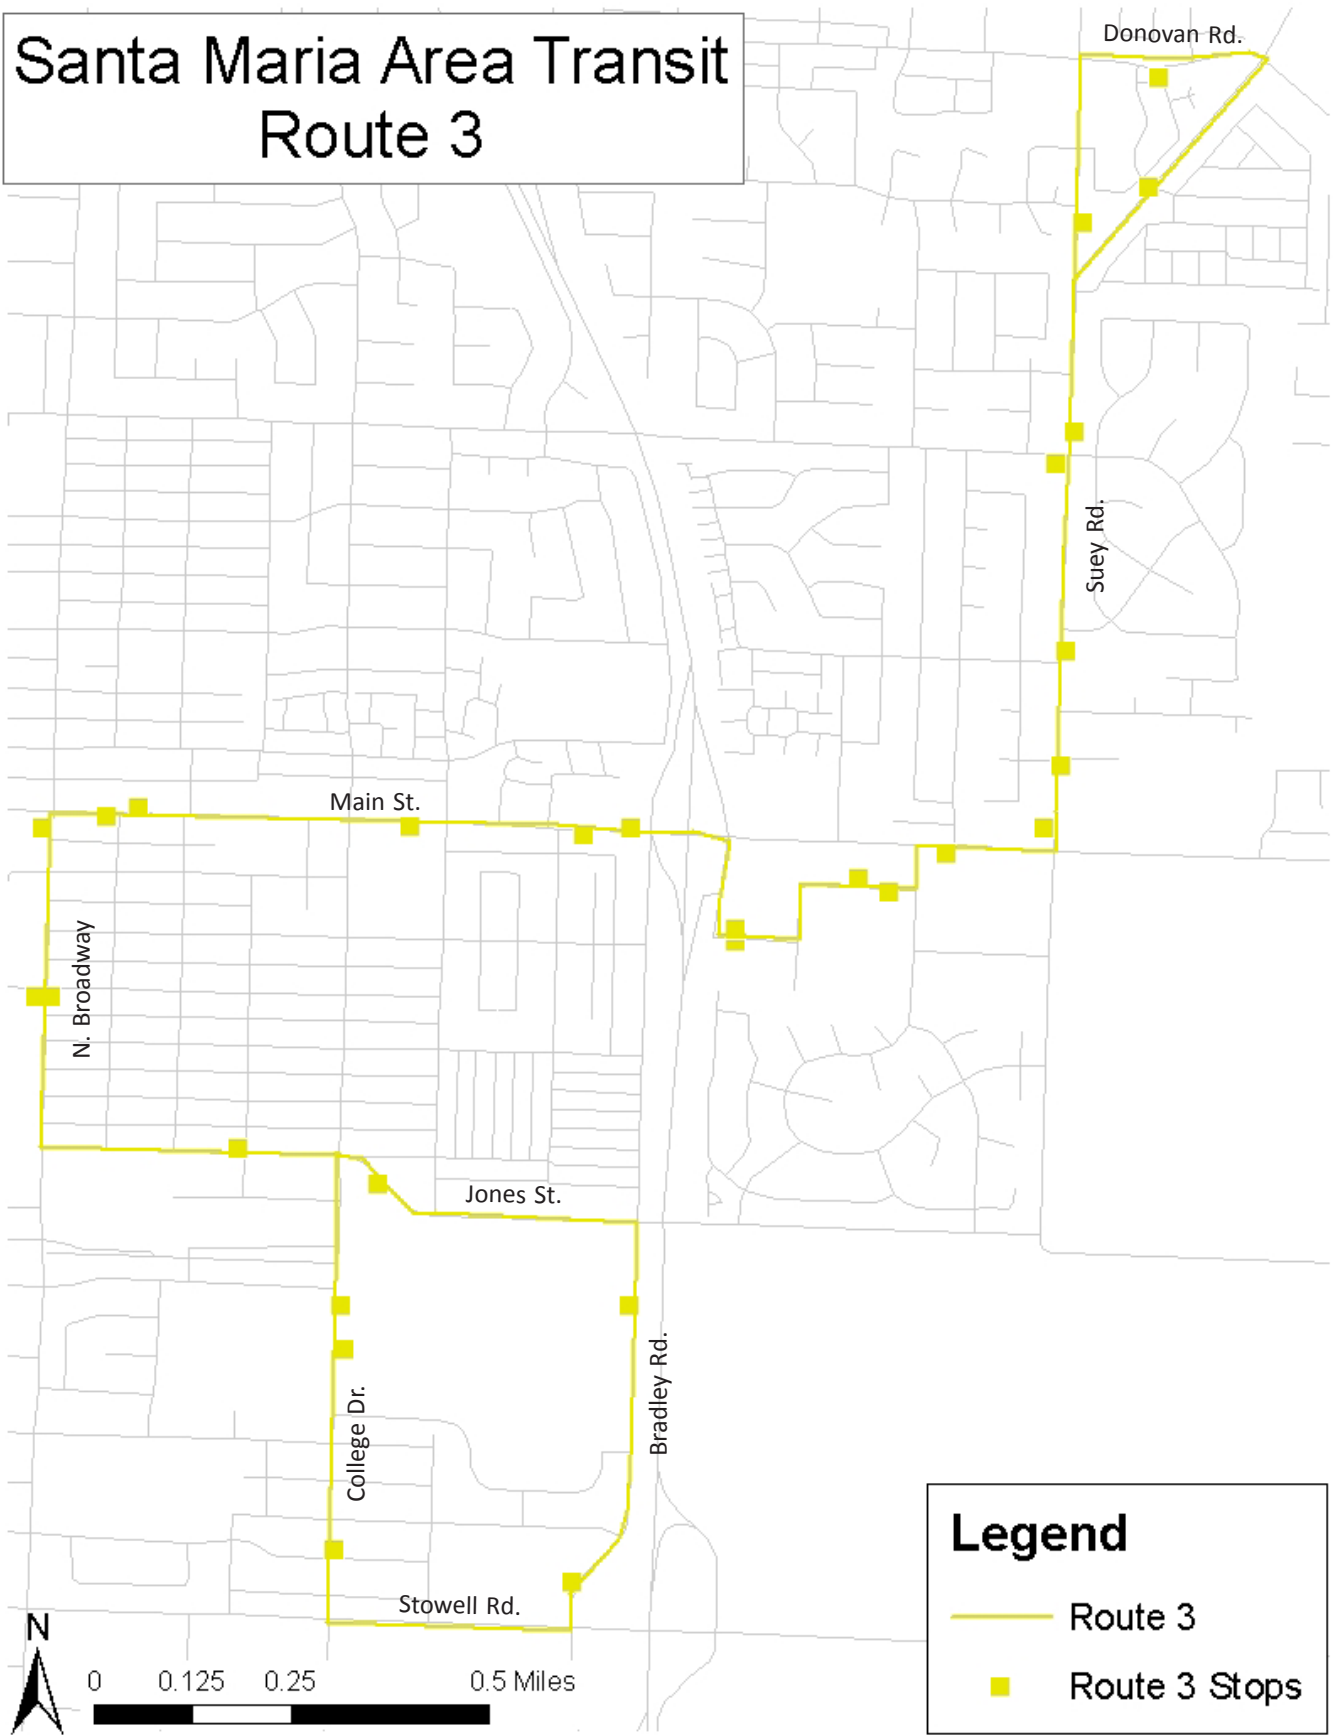 Santa Maria Area Transit
Route 3
Donovan Rd.
Suey Rd.
Main St.
N. Broadway
Jones St.
Bradley Rd.
College Dr.
Stowell Rd.
N
0 0.125 0.25 0.5 Miles
Legend
Route 3
Route 3 Stops